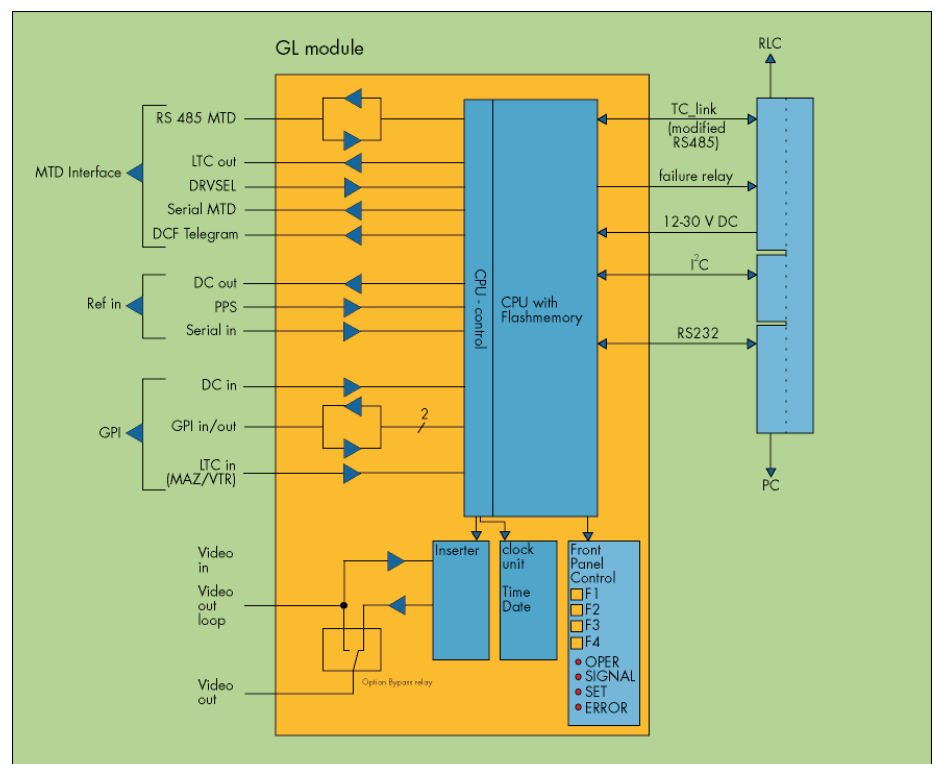 GL module
RLC
RS 485 MTD
LTC out
DRVSEL
Serial MTD
DCF Telegram
MTD Interface
DC out
PPS
Serial in
Ref in
DC in
GPI in/out
2
LTC in
(MAZ/VTR)
GPI
CPU - control
CPU with
Flashmemory
TC_link
(modified
RS485)
failure relay
12-30 V DC
I²C
RS232
PC
Video
in
Video
out
loop
Video
out
Option Bypass relay
Inserter
clock
unit
Time
Date
Front
Panel
Control
F1
F2
F3
F4
OPER
SIGNAL
SET
ERROR